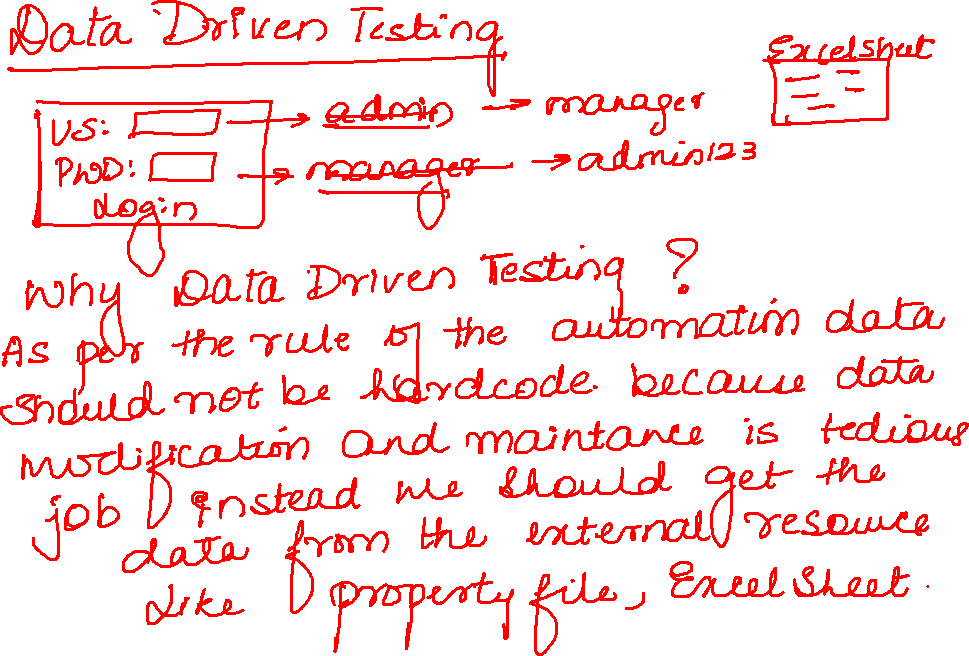 Data Driven Testing
Excelsheet
US: admin manager
PWD: manager admin123
Login
Why Data Driven Testing ?
As per the rule of the automation data
should not be hardcode. because data
modification and maintance is tedious
job instead we should get the
data from the external resource
Like property file, Excel Sheet.